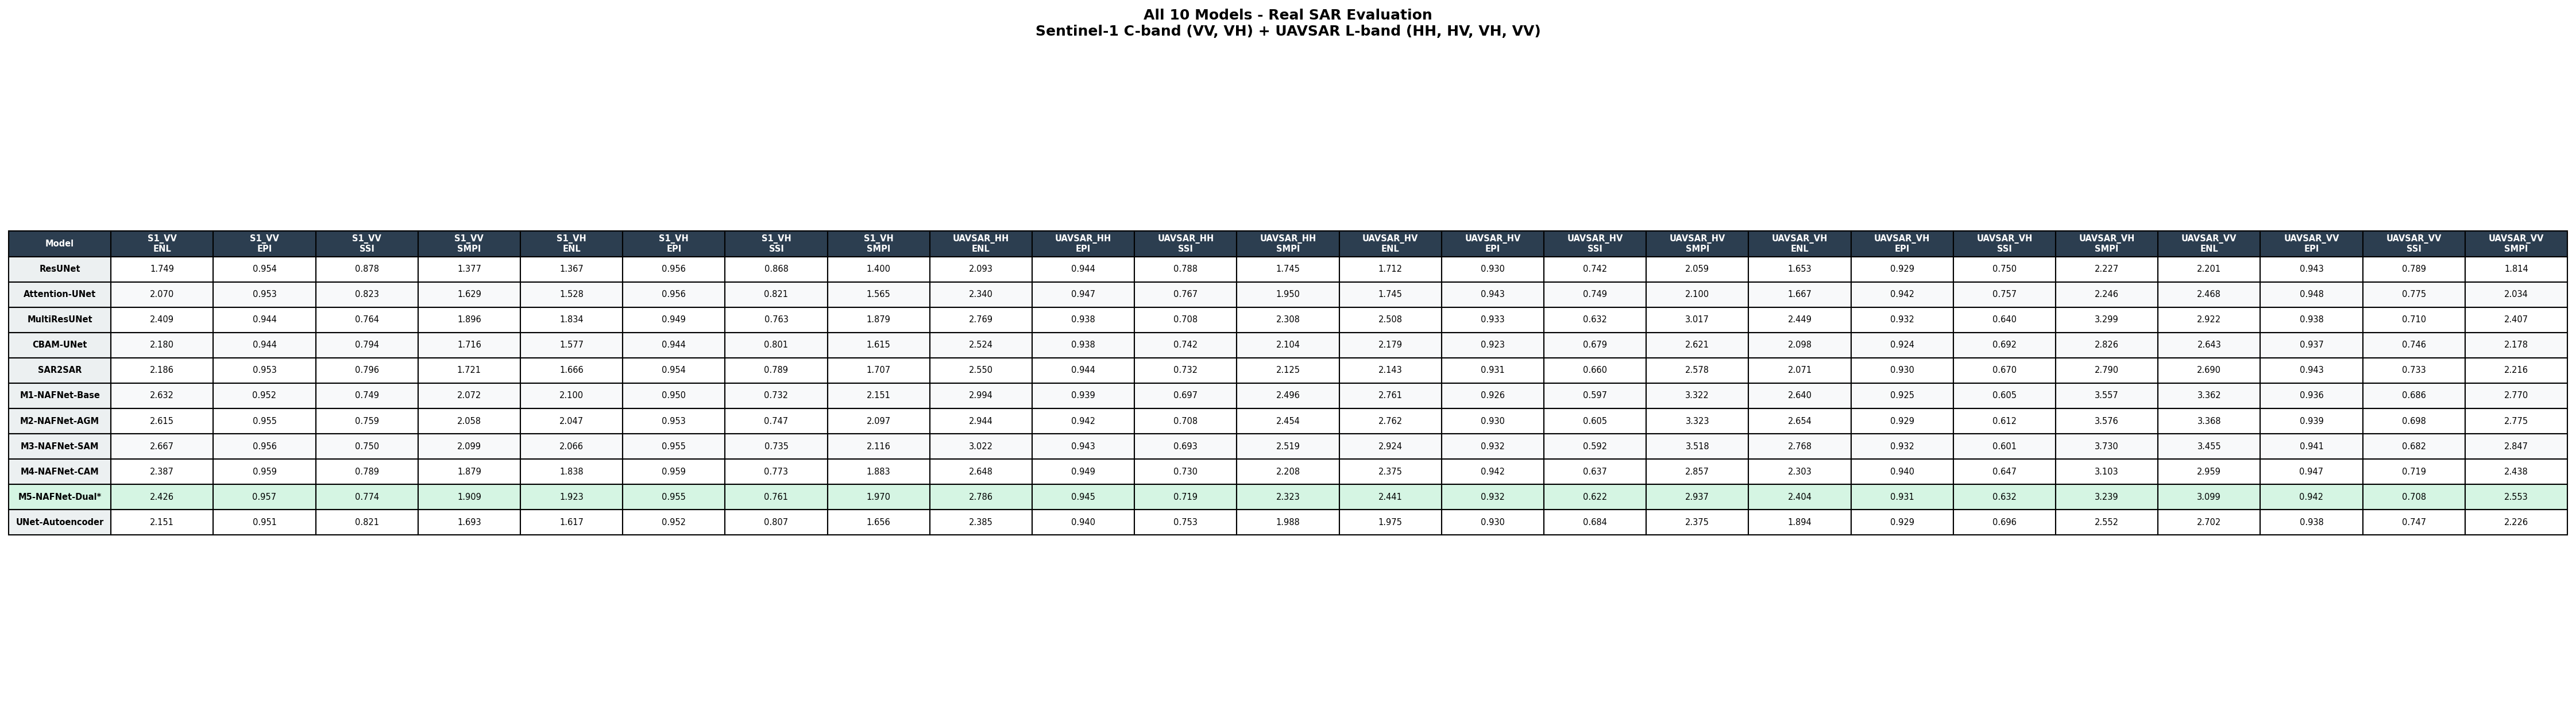 All 10 Models - Real SAR Evaluation
Sentinel-1 C-band (VV, VH) + UAVSAR L-band (HH, HV, VH, VV)
Model S1_VV ENL S1_VV EPI S1_VV SSI S1_VV SMPI S1_VH ENL S1_VH EPI S1_VH SSI S1_VH SMPI UAVSAR_HH ENL UAVSAR_HH EPI UAVSAR_HH SSI UAVSAR_HH SMPI UAVSAR_HV ENL UAVSAR_HV EPI UAVSAR_HV SSI UAVSAR_HV SMPI UAVSAR_VH ENL UAVSAR_VH EPI UAVSAR_VH SSI UAVSAR_VH SMPI UAVSAR_VV ENL UAVSAR_VV EPI UAVSAR_VV SSI UAVSAR_VV SMPI
ResUNet 1.749 0.954 0.878 1.377 1.367 0.956 0.868 1.400 2.093 0.944 0.788 1.745 1.712 0.930 0.742 2.059 1.653 0.929 0.750 2.227 2.201 0.943 0.789 1.814
Attention-UNet 2.070 0.953 0.823 1.629 1.528 0.956 0.821 1.565 2.340 0.947 0.767 1.950 1.745 0.943 0.749 2.100 1.667 0.942 0.757 2.246 2.468 0.948 0.775 2.034
MultiResUNet 2.409 0.944 0.764 1.896 1.834 0.949 0.763 1.879 2.769 0.938 0.708 2.308 2.508 0.933 0.632 3.017 2.449 0.932 0.640 3.299 2.922 0.938 0.710 2.407
CBAM-UNet 2.180 0.944 0.794 1.716 1.577 0.944 0.801 1.615 2.524 0.938 0.742 2.104 2.179 0.923 0.679 2.621 2.098 0.924 0.692 2.826 2.643 0.937 0.746 2.178
SAR2SAR 2.186 0.953 0.796 1.721 1.666 0.954 0.789 1.707 2.550 0.944 0.732 2.125 2.143 0.931 0.660 2.578 2.071 0.930 0.670 2.790 2.690 0.943 0.733 2.216
M1-NAFNet-Base 2.632 0.952 0.749 2.072 2.100 0.950 0.732 2.151 2.994 0.939 0.697 2.496 2.761 0.926 0.597 3.322 2.640 0.925 0.605 3.557 3.362 0.936 0.686 2.770
M2-NAFNet-AGM 2.615 0.955 0.759 2.058 2.047 0.953 0.747 2.097 2.944 0.942 0.708 2.454 2.762 0.930 0.605 3.323 2.654 0.929 0.612 3.576 3.368 0.939 0.698 2.775
M3-NAFNet-SAM 2.667 0.956 0.750 2.099 2.066 0.955 0.735 2.116 3.022 0.943 0.693 2.519 2.924 0.932 0.592 3.518 2.768 0.932 0.601 3.730 3.455 0.941 0.682 2.847
M4-NAFNet-CAM 2.387 0.959 0.789 1.879 1.838 0.959 0.773 1.883 2.648 0.949 0.730 2.208 2.375 0.942 0.637 2.857 2.303 0.940 0.647 3.103 2.959 0.947 0.719 2.438
M5-NAFNet-Dual* 2.426 0.957 0.774 1.909 1.923 0.955 0.761 1.970 2.786 0.945 0.719 2.323 2.441 0.932 0.622 2.937 2.404 0.931 0.632 3.239 3.099 0.942 0.708 2.553
UNet-Autoencoder 2.151 0.951 0.821 1.693 1.617 0.952 0.807 1.656 2.385 0.940 0.753 1.988 1.975 0.930 0.684 2.375 1.894 0.929 0.696 2.552 2.702 0.938 0.747 2.226